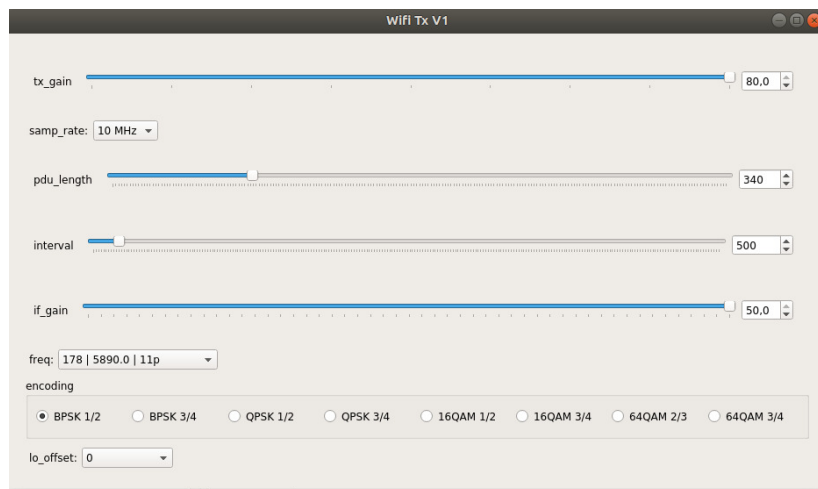 Wifi Tx V1
tx_gain 80,0
samp_rate: 10 MHz
pdu_length 340
interval 500
if_gain 50,0
freq: 178 | 5890.0 | 11p
encoding
BPSK 1/2 BPSK 3/4 QPSK 1/2 QPSK 3/4 16QAM 1/2 16QAM 3/4 64QAM 2/3 64QAM 3/4
lo_offset: 0